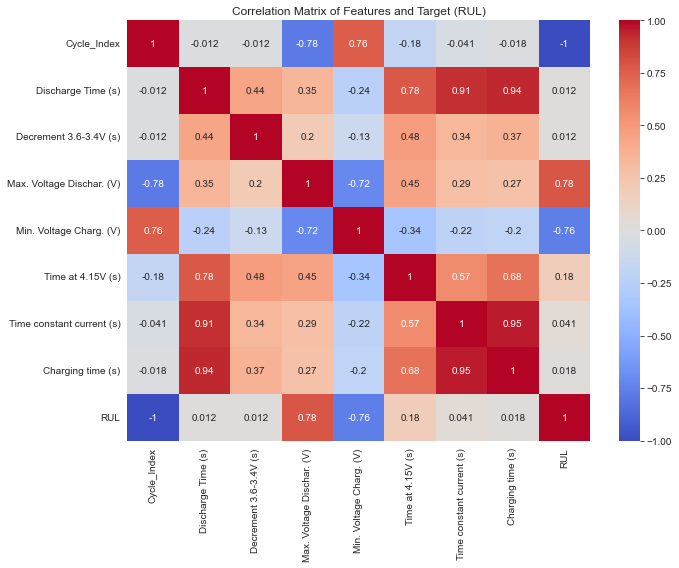 Correlation Matrix of Features and Target (RUL)
Cycle_Index 1 -0.012 -0.012 -0.78 0.76 -0.18 -0.041 -0.018 -1
Discharge Time (s) -0.012 1 0.44 0.35 -0.24 0.78 0.91 0.94 0.012
Decrement 3.6-3.4V (s) -0.012 0.44 1 0.2 -0.13 0.48 0.34 0.37 0.012
Max. Voltage Dischar. (V) -0.78 0.35 0.2 1 -0.72 0.45 0.29 0.27 0.78
Min. Voltage Charg. (V) 0.76 -0.24 -0.13 -0.72 1 -0.34 -0.22 -0.2 -0.76
Time at 4.15V (s) -0.18 0.78 0.48 0.45 -0.34 1 0.57 0.68 0.18
Time constant current (s) -0.041 0.91 0.34 0.29 -0.22 0.57 1 0.95 0.041
Charging time (s) -0.018 0.94 0.37 0.27 -0.2 0.68 0.95 1 0.018
RUL -1 0.012 0.012 0.78 -0.76 0.18 0.041 0.018 1
Cycle_Index
Discharge Time (s)
Decrement 3.6-3.4V (s)
Max. Voltage Dischar. (V)
Min. Voltage Charg. (V)
Time at 4.15V (s)
Time constant current (s)
Charging time (s)
RUL
1.00
0.75
0.50
0.25
0.00
−0.25
−0.50
−0.75
−1.00